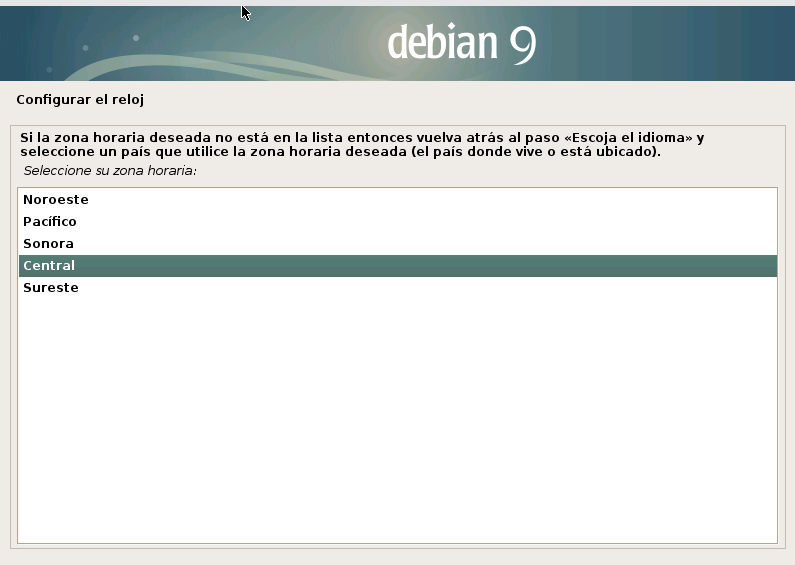 debian 9
Configurar el reloj
Si la zona horaria deseada no está en la lista entonces vuelva atrás al paso «Escoja el idioma» y
seleccione un país que utilice la zona horaria deseada (el país donde vive o está ubicado).
Seleccione su zona horaria:
Noroeste
Pacífico
Sonora
Central
Sureste